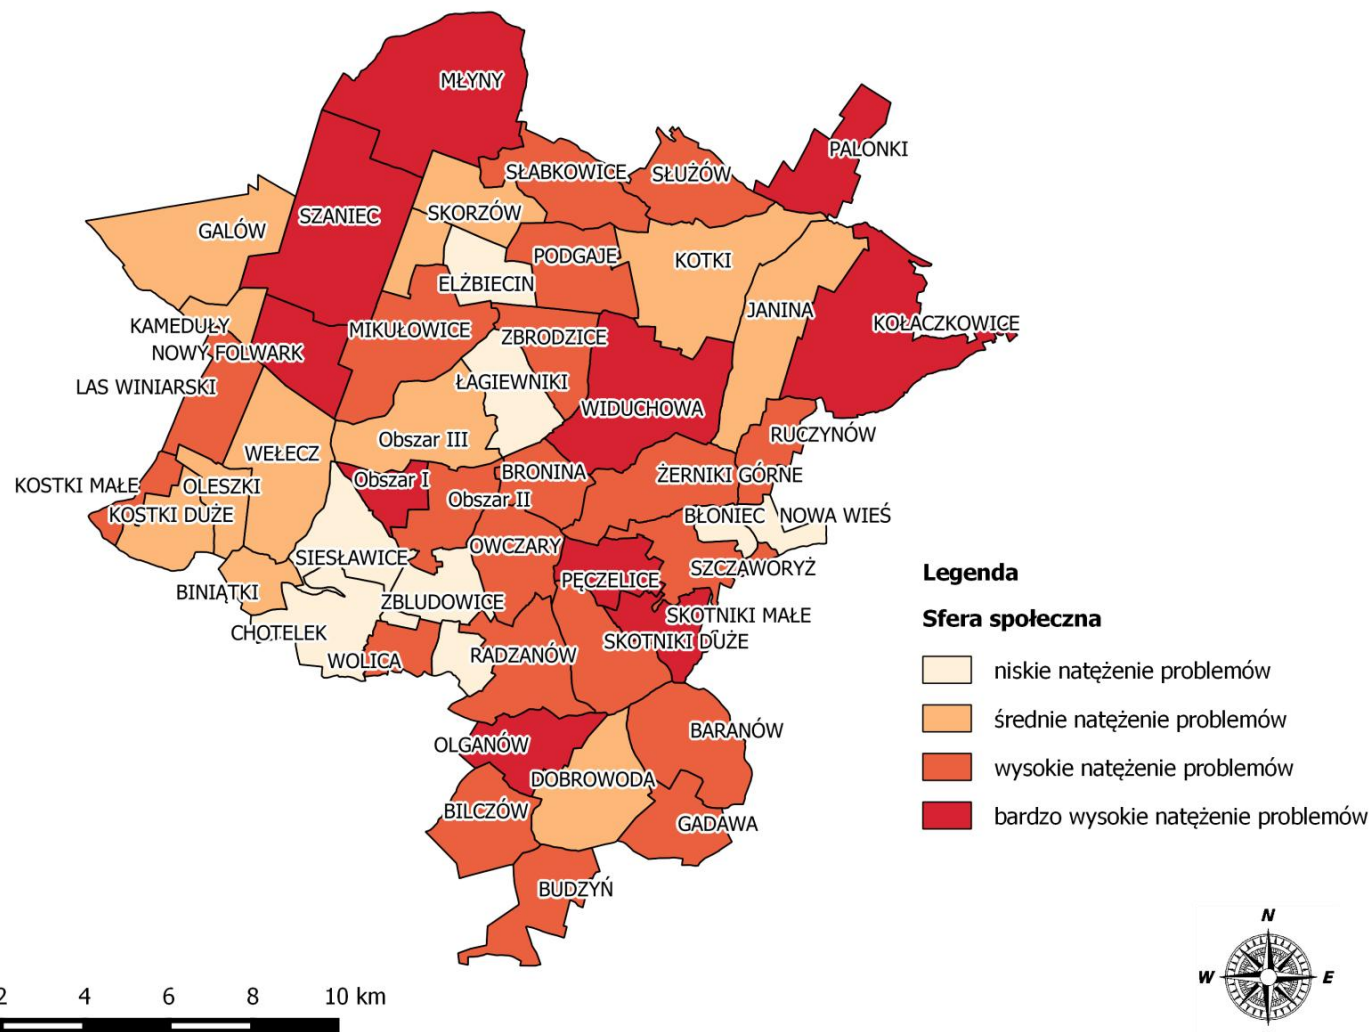 MŁYNY
PALONKI
SŁABKOWICE
SŁUŻÓW
SZANIEC
SKORZÓW
GALÓW
PODGAJE
KOTKI
ELŻBIECIN
JANINA
KAMEDUŁY
MIKUŁOWICE
KOŁACZKOWICE
ZBRODZICE
NOWY FOLWARK
LAS WINIARSKI
ŁAGIEWNIKI
WIDUCHOWA
RUCZYNÓW
Obszar III
WEŁECZ
BRONINA
ŻERNIKI GÓRNE
KOSTKI MAŁE
OLESZKI
Obszar I
Obszar II
KOSTKI DUŻE
BŁONIEC
NOWA WIEŚ
OWCZARY
SIESŁAWICE
SZCZAWORYŻ
PĘCZELICE
BINIĄTKI
ZBLUDOWICE
SKOTNIKI MAŁE
CHOTELEK
SKOTNIKI DUŻE
WOLICA
RADZANÓW
BARANÓW
OLGANÓW
DOBROWODA
BILCZÓW
GADAWA
BUDZYŃ
Legenda
Sfera społeczna
niskie natężenie problemów
średnie natężenie problemów
wysokie natężenie problemów
bardzo wysokie natężenie problemów
N
W E
S
2 4 6 8 10 km